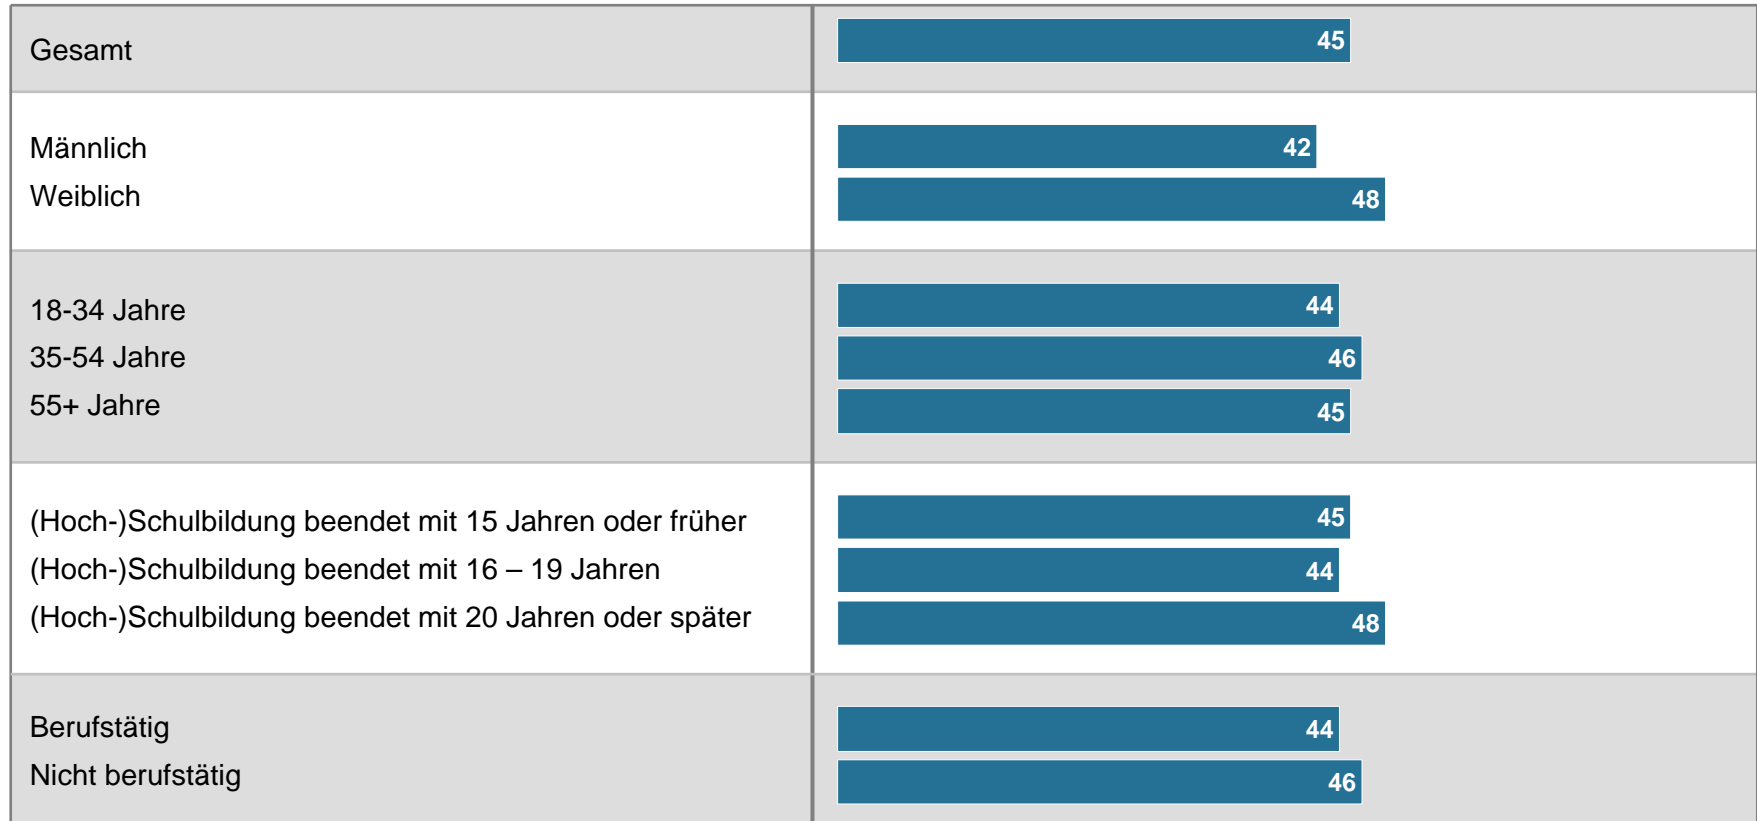 Gesamt 45
Männlich 42
Weiblich 48
18-34 Jahre 44
35-54 Jahre 46
55+ Jahre 45
(Hoch-)Schulbildung beendet mit 15 Jahren oder früher 45
(Hoch-)Schulbildung beendet mit 16 – 19 Jahren 44
(Hoch-)Schulbildung beendet mit 20 Jahren oder später 48
Berufstätig 44
Nicht berufstätig 46